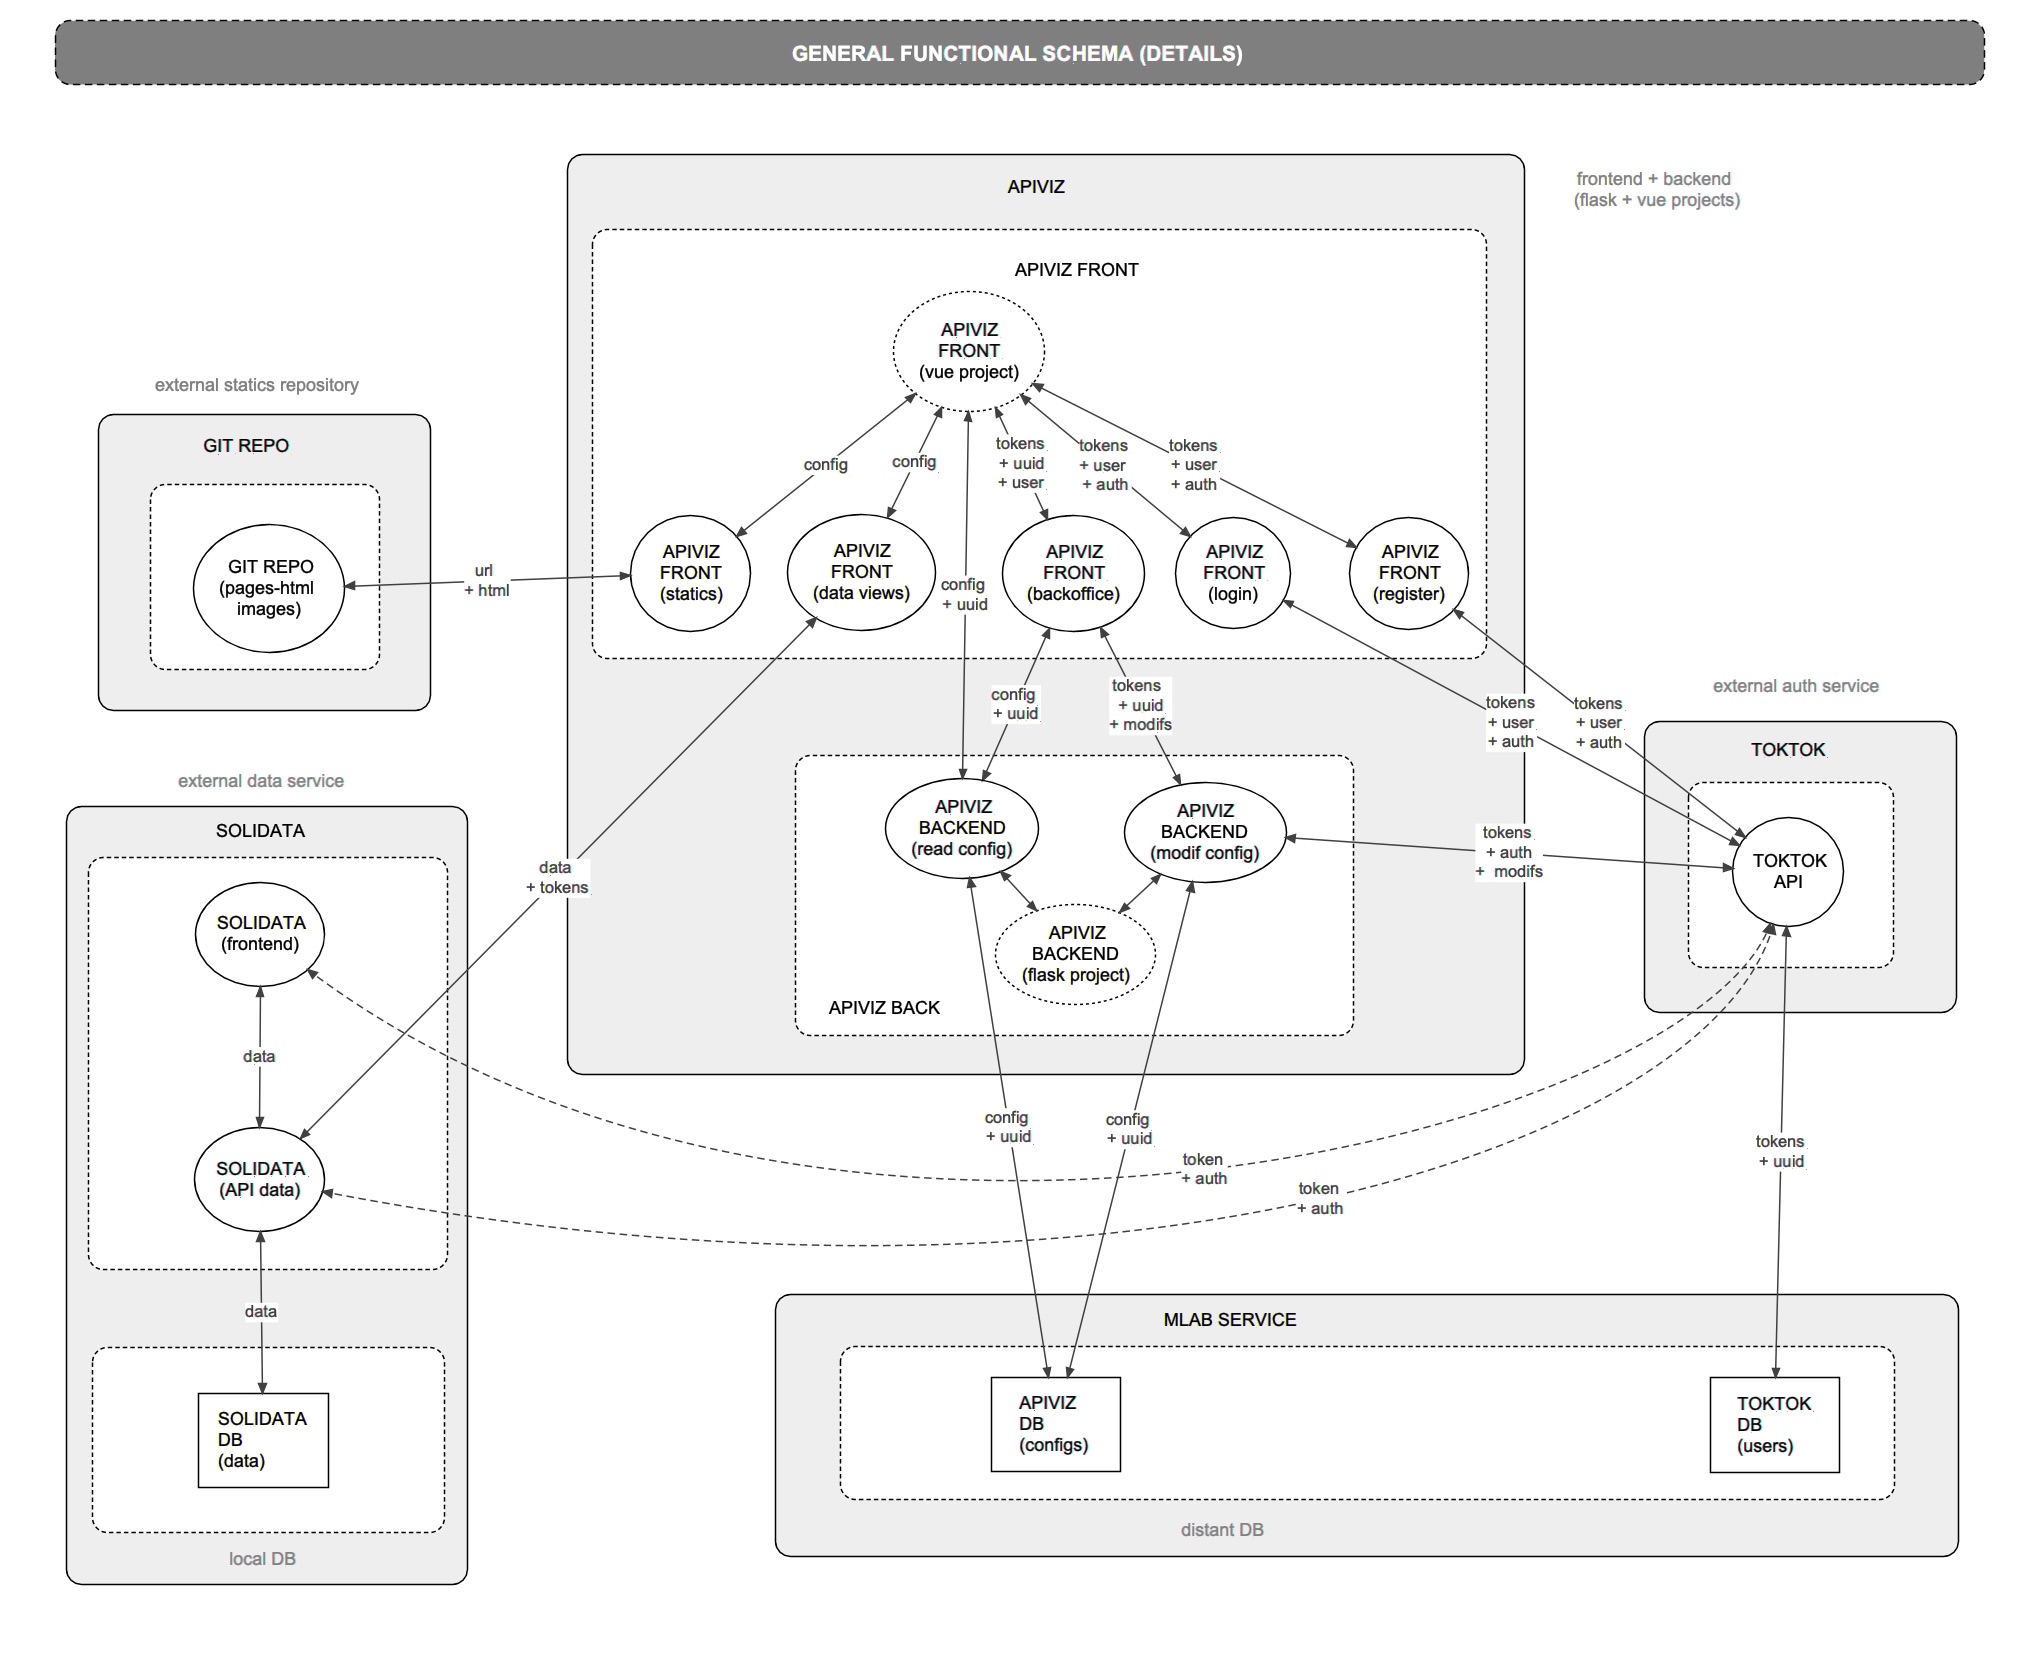 GENERAL FUNCTIONAL SCHEMA (DETAILS)
APIVIZ
frontend + backend
(flask + vue projects)
APIVIZ FRONT
APIVIZ
FRONT
(vue project)
external statics repository
GIT REPO
GIT REPO
(pages-html
images)
url
+ html
config
config
tokens
+ uuid
+ user
tokens
+ user
+ auth
tokens
+ user
+ auth
APIVIZ
FRONT
(statics)
APIVIZ
FRONT
(data views)
config
+ uuid
APIVIZ
FRONT
(backoffice)
APIVIZ
FRONT
(login)
APIVIZ
FRONT
(register)
config
+ uuid
tokens
+ uuid
+ modifs
tokens
+ user
+ auth
tokens
+ user
+ auth
external auth service
TOKTOK
TOKTOK
API
external data service
SOLIDATA
SOLIDATA
(frontend)
data
SOLIDATA
(API data)
data
+ tokens
APIVIZ
BACKEND
(read config)
APIVIZ
BACKEND
(modif config)
tokens
+ auth
+ modifs
APIVIZ
BACKEND
(flask project)
APIVIZ BACK
config
+ uuid
config
+ uuid
token
+ auth
token
+ auth
tokens
+ uuid
data
SOLIDATA
DB
(data)
local DB
MLAB SERVICE
APIVIZ
DB
(configs)
TOKTOK
DB
(users)
distant DB